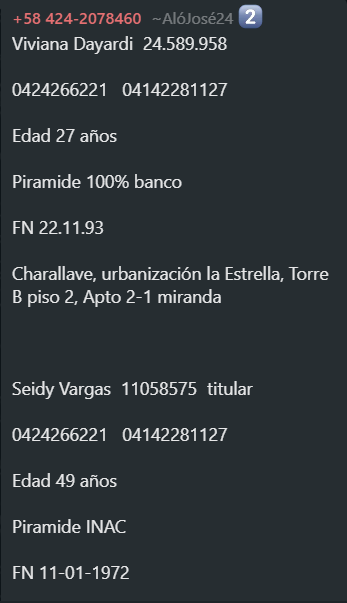 +58 424-2078460 ~AlóJosé24 2
Viviana Dayardi 24.589.958
0424266221 04142281127
Edad 27 años
Piramide 100% banco
FN 22.11.93
Charallave, urbanización la Estrella, Torre
B piso 2, Apto 2-1 miranda
Seidy Vargas 11058575 titular
0424266221 04142281127
Edad 49 años
Piramide INAC
FN 11-01-1972